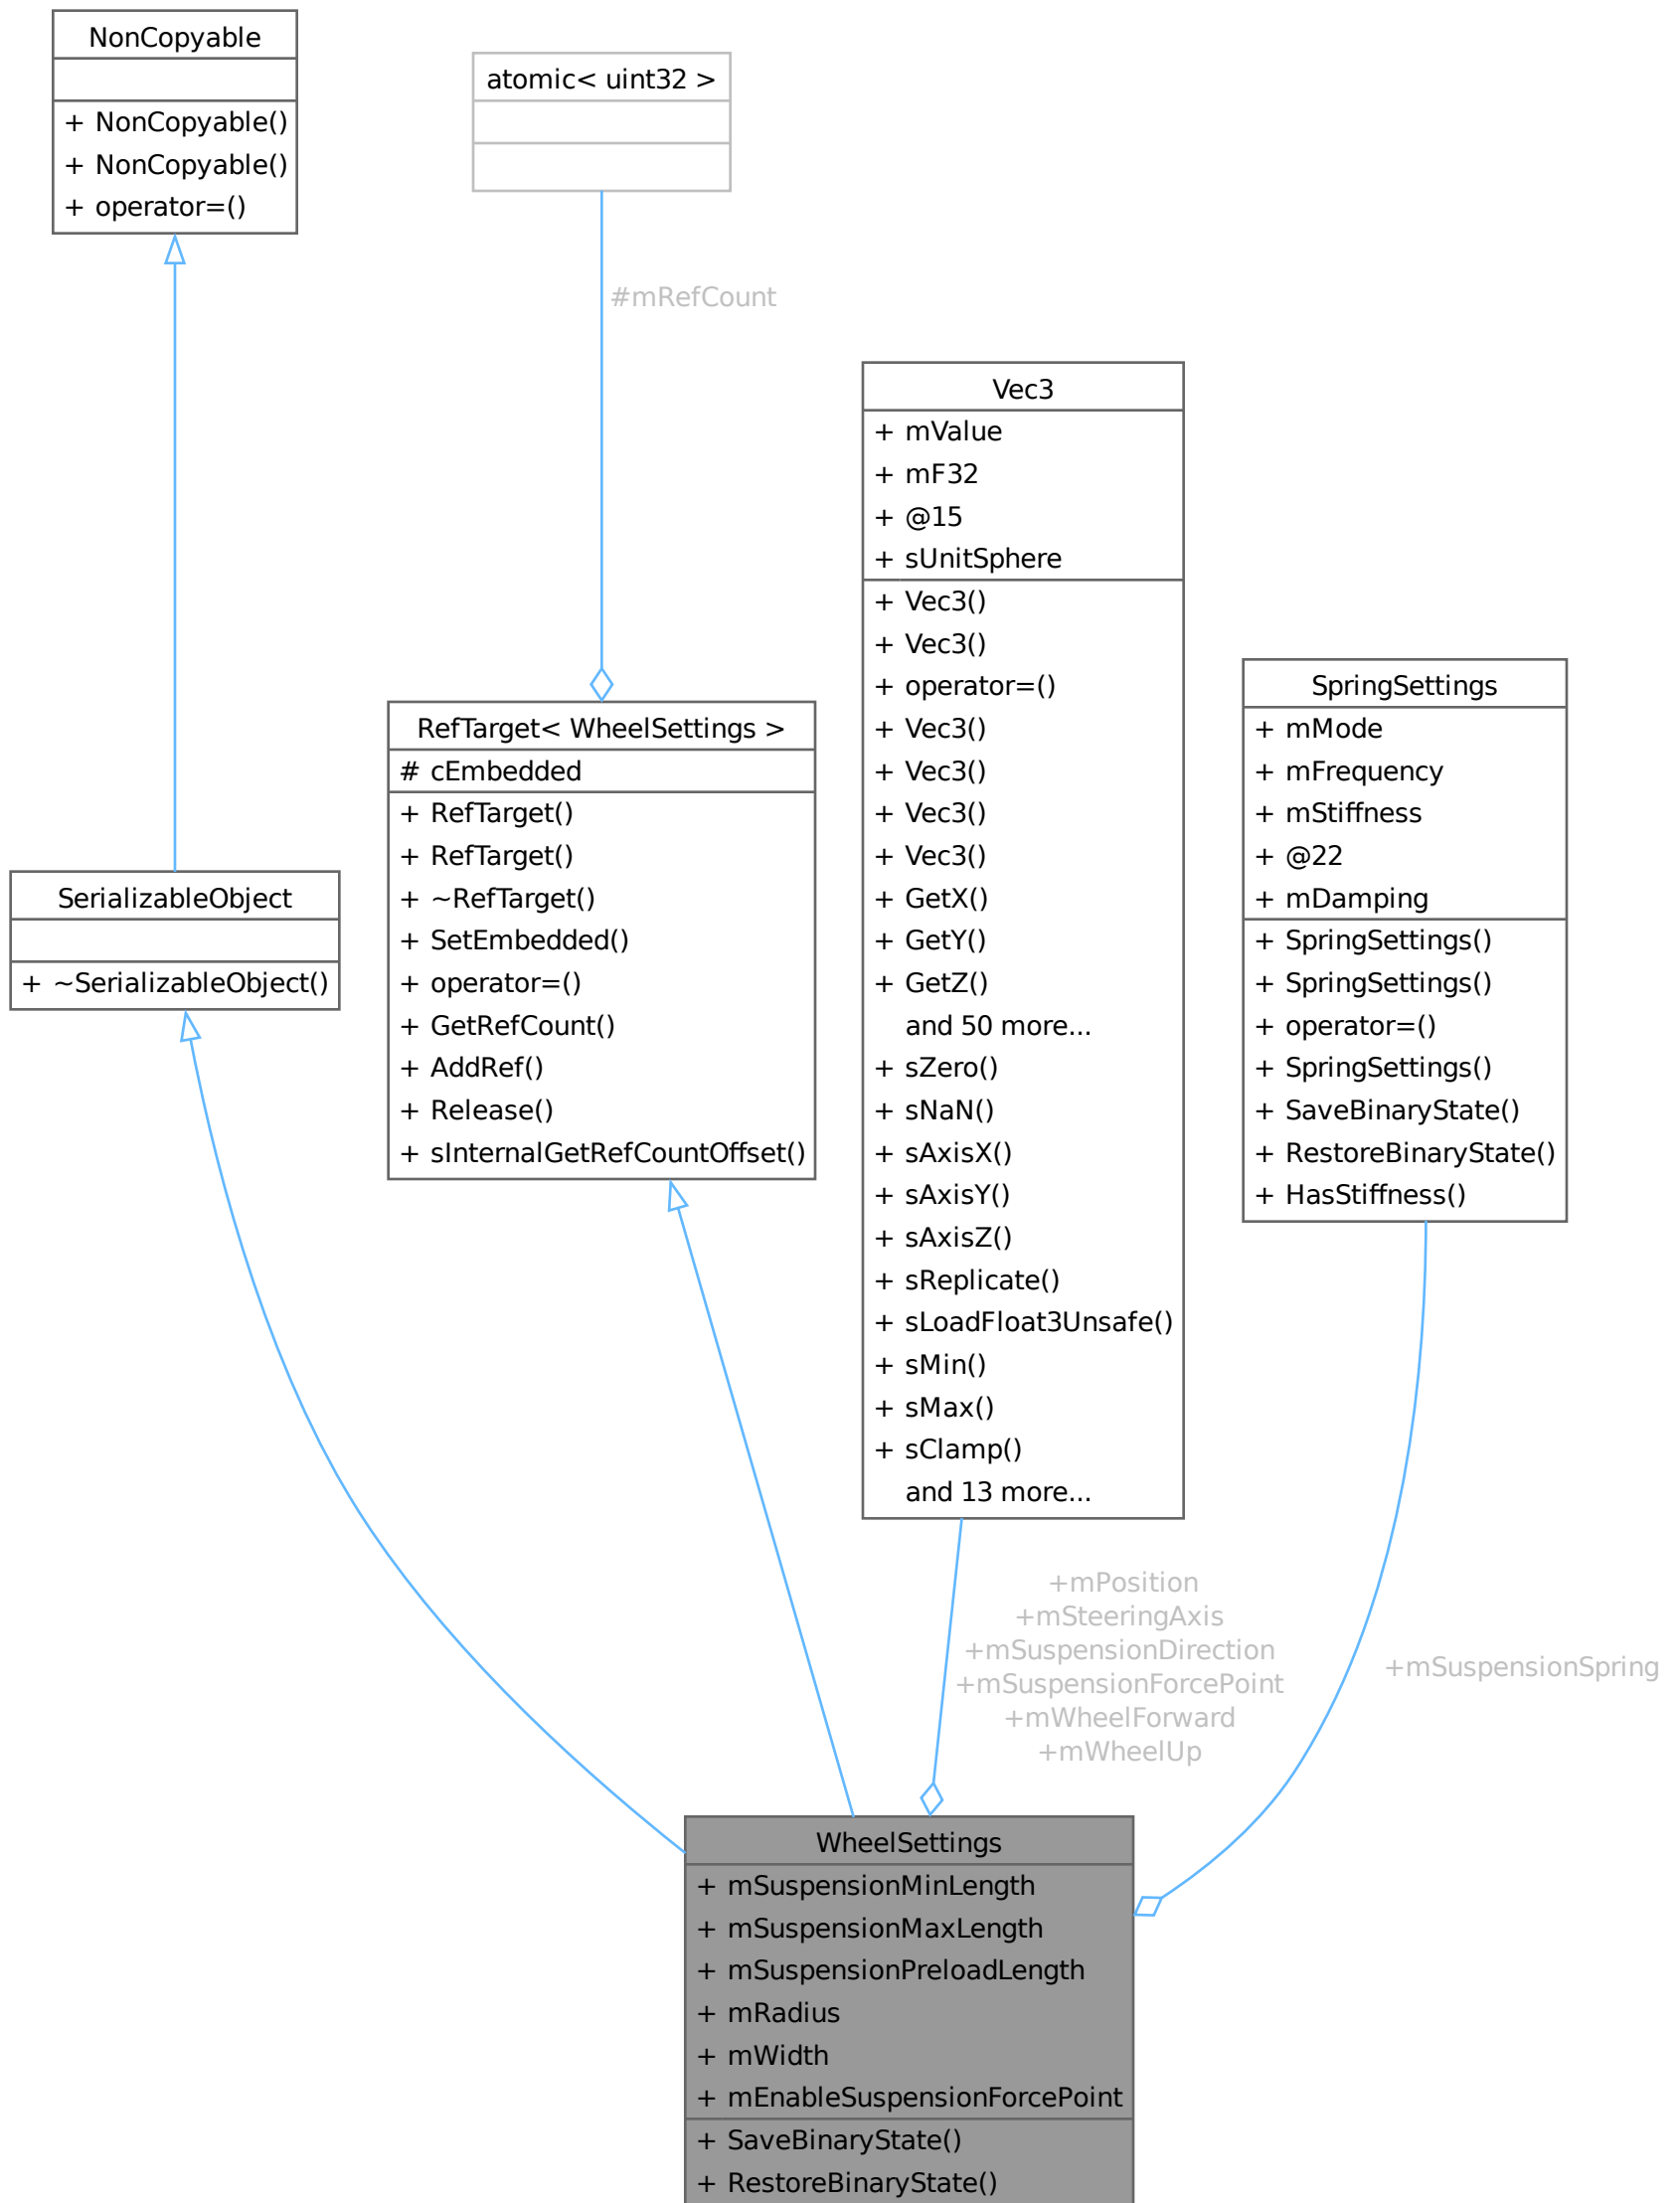 NonCopyable
+ NonCopyable()
+ NonCopyable()
+ operator=()
atomic< uint32 >
#mRefCount
Vec3
+ mValue
+ mF32
+ @15
+ sUnitSphere
+ Vec3()
+ Vec3()
+ operator=()
+ Vec3()
+ Vec3()
+ Vec3()
+ Vec3()
+ GetX()
+ GetY()
+ GetZ()
and 50 more...
+ sZero()
+ sNaN()
+ sAxisX()
+ sAxisY()
+ sAxisZ()
+ sReplicate()
+ sLoadFloat3Unsafe()
+ sMin()
+ sMax()
+ sClamp()
and 13 more...
SpringSettings
+ mMode
+ mFrequency
+ mStiffness
+ @22
+ mDamping
+ SpringSettings()
+ SpringSettings()
+ operator=()
+ SpringSettings()
+ SaveBinaryState()
+ RestoreBinaryState()
+ HasStiffness()
RefTarget< WheelSettings >
# cEmbedded
+ RefTarget()
+ RefTarget()
+ ~RefTarget()
+ SetEmbedded()
+ operator=()
+ GetRefCount()
+ AddRef()
+ Release()
+ sInternalGetRefCountOffset()
SerializableObject
+ ~SerializableObject()
+mPosition
+mSteeringAxis
+mSuspensionDirection
+mSuspensionForcePoint
+mWheelForward
+mWheelUp
+mSuspensionSpring
WheelSettings
+ mSuspensionMinLength
+ mSuspensionMaxLength
+ mSuspensionPreloadLength
+ mRadius
+ mWidth
+ mEnableSuspensionForcePoint
+ SaveBinaryState()
+ RestoreBinaryState()